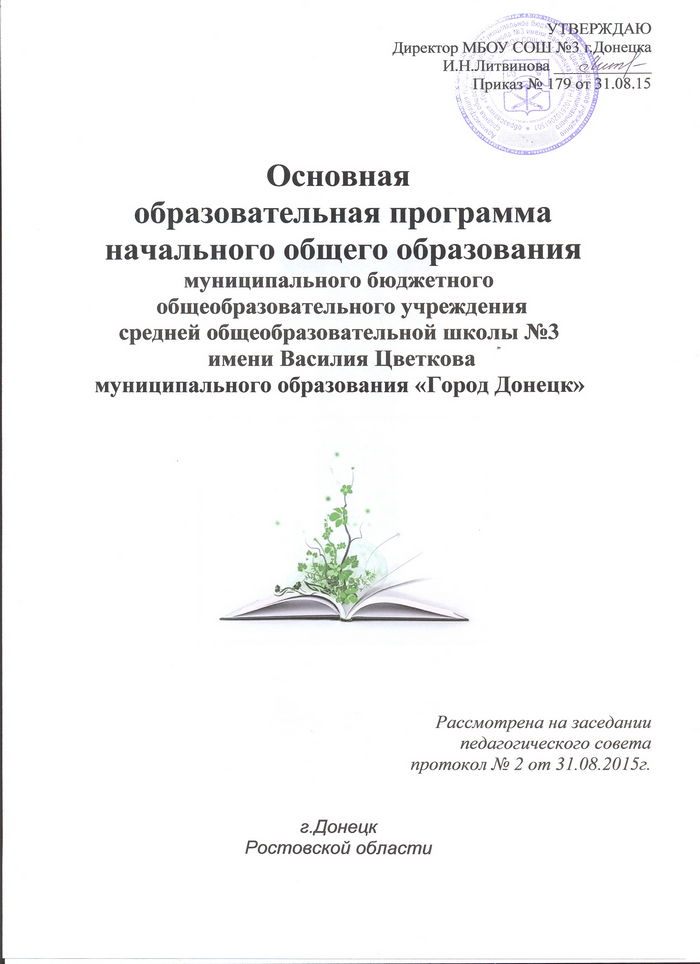 УТВЕРЖДАЮ
Директор МБОУ СОШ №3 г.Донецка
И.Н.Литвинова
Приказ № 179 от 31.08.15
Основная
образовательная программа
начального общего образования
муниципального бюджетного
общеобразовательного учреждения
средней общеобразовательной школы №3
имени Василия Цветкова
муниципального образования «Город Донецк»
Рассмотрена на заседании
педагогического совета
протокол № 2 от 31.08.2015г.
г.Донецк
Ростовской области